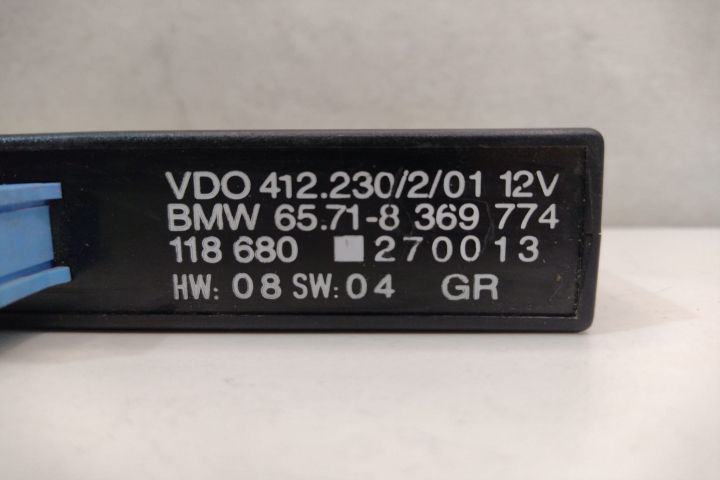 VDO 412.230/2/01 12V
BMW 65.71-8 369 774
118 680 270013
HW: 08 SW: 04 GR